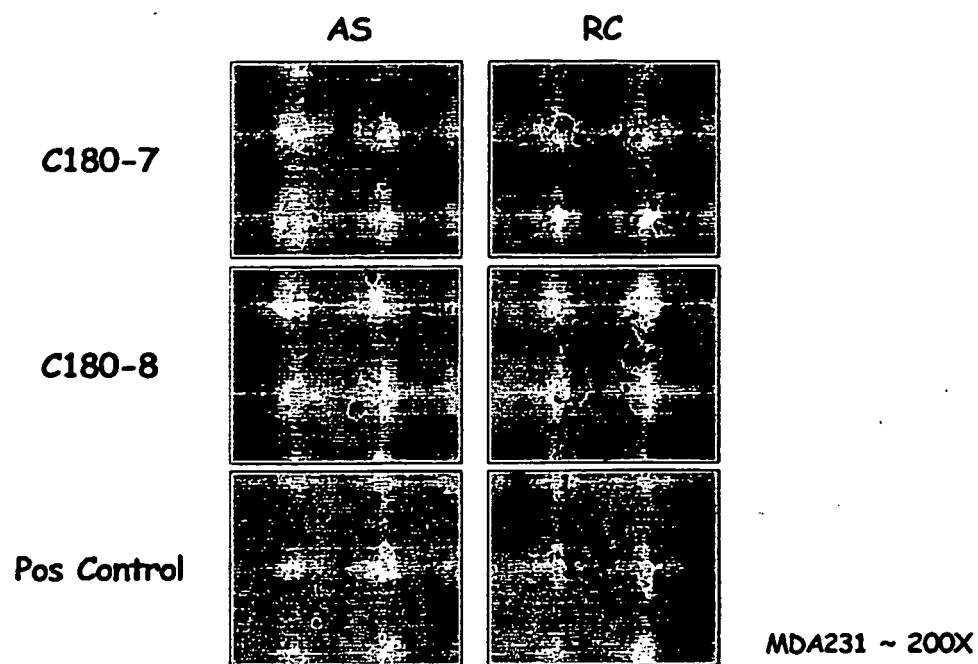 AS RC
C180-7
C180-8
Pos Control
MDA231 ~ 200X